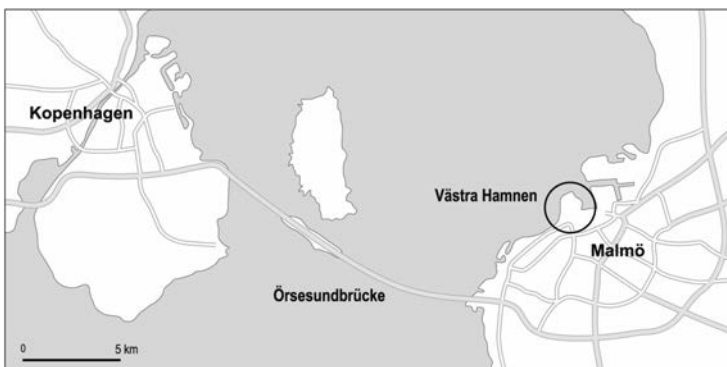 Kopenhagen
Västra Hamnen
Malmö
Örsesundbrücke
0 5 km